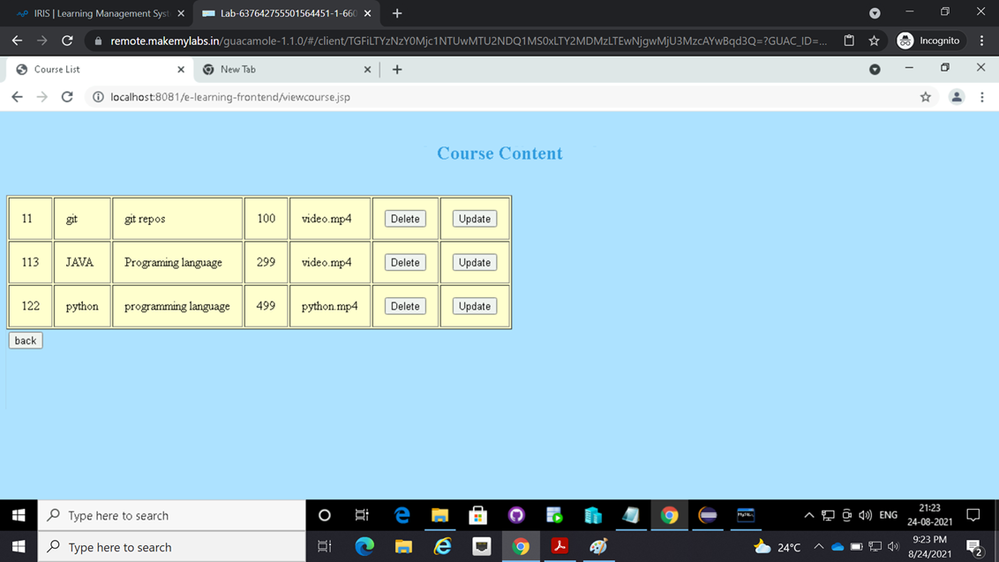 IRIS | Learning Management Syst
Lab-637642755501564451-1-660
remote.makemylabs.in/guacamole-1.1.0/#/client/TGFiLTYzNzY0Mjc1NTUwMTU2NDQ1MS0xLTY2MDMzLTEwNjgwMjU3MzcAYwBqd3Q=?GUAC_ID=...
Incognito
Course List
New Tab
localhost:8081/e-learning-frontend/viewcourse.jsp
Course Content
11 git git repos 100 video.mp4 Delete Update
113 JAVA Programing language 299 video.mp4 Delete Update
122 python programming language 499 python.mp4 Delete Update
back
Type here to search
ENG
21:23
24-08-2021
Type here to search
24°C
9:23 PM
8/24/2021
2